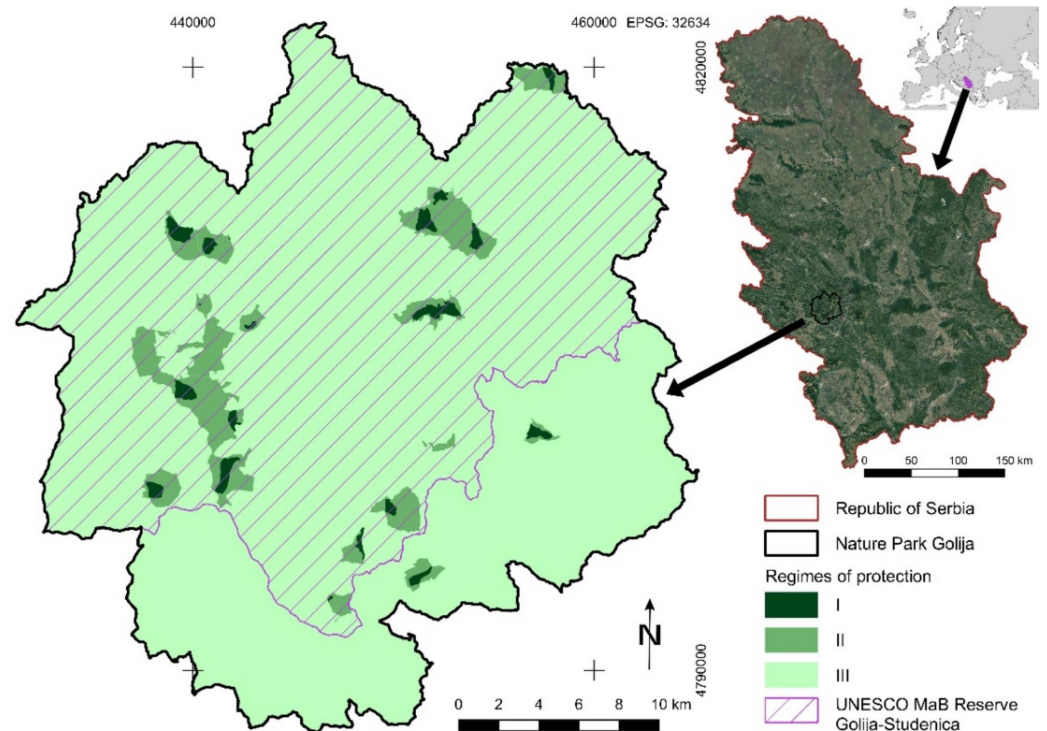 440000
460000 EPSG: 32634
4820000
0 50 100 150 km
Republic of Serbia
Nature Park Golija
Regimes of protection
I
II
III
UNESCO MaB Reserve
Golija-Studenica
N
4790000
0 2 4 6 8 10 km